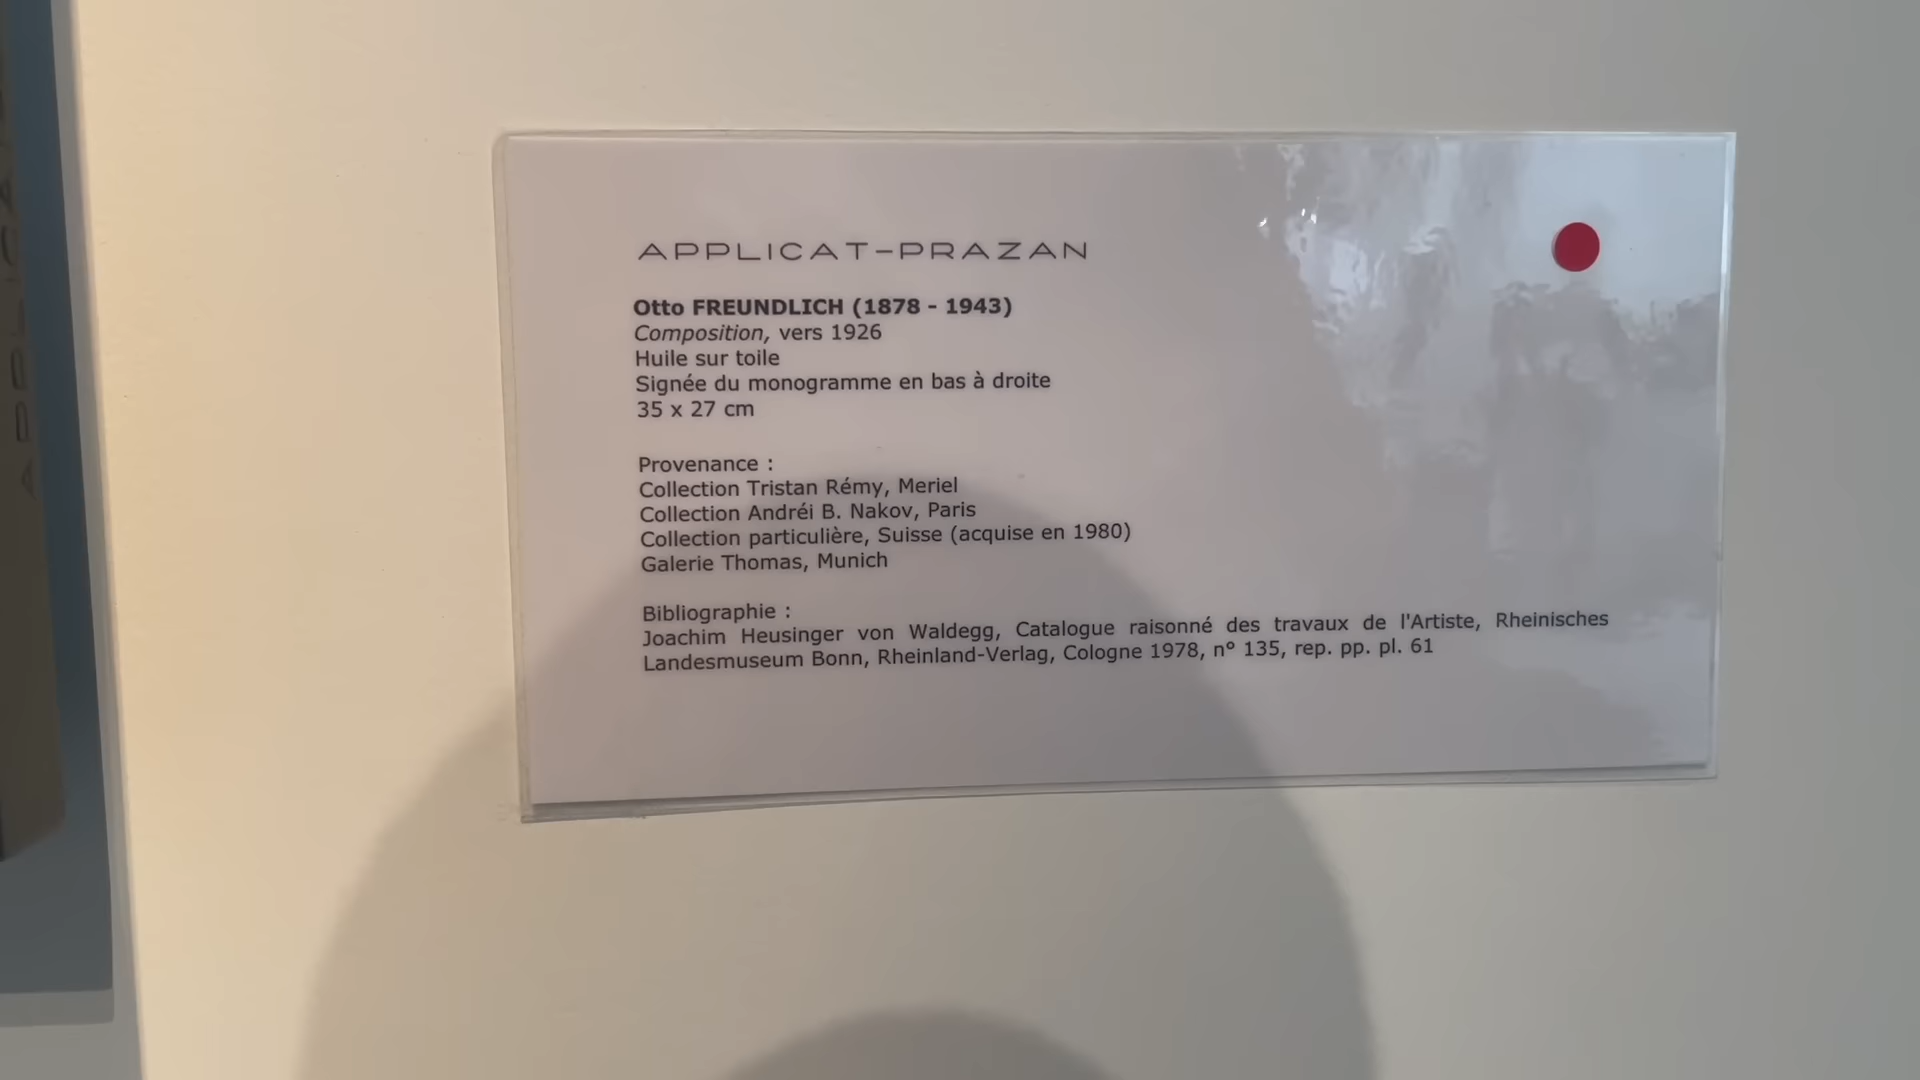 APPLICAT-PRAZAN
Otto FREUNDLICH (1878 - 1943)
Composition, vers 1926
Huile sur toile
Signée du monogramme en bas à droite
35 x 27 cm
Provenance :
Collection Tristan Rémy, Meriel
Collection Andréi B. Nakov, Paris
Collection particulière, Suisse (acquise en 1980)
Galerie Thomas, Munich
Bibliographie :
Joachim Heusinger von Waldegg, Catalogue raisonné des travaux de l'Artiste, Rheinisches
Landesmuseum Bonn, Rheinland-Verlag, Cologne 1978, n° 135, rep. pp. pl. 61